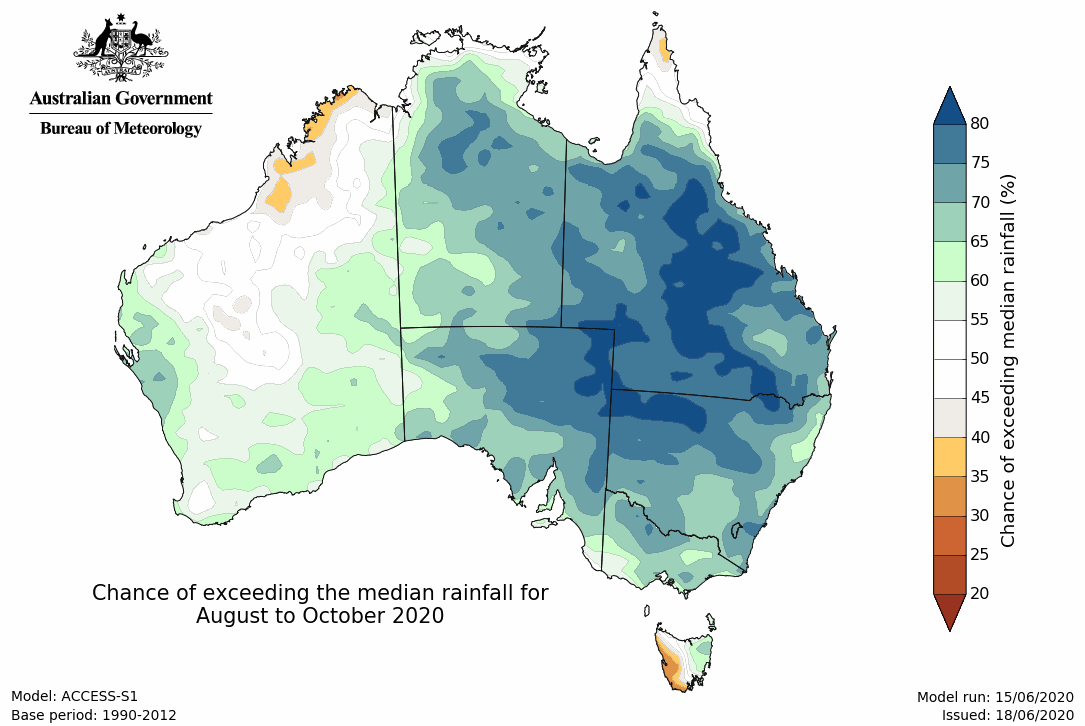 Australian Government
Bureau of Meteorology
80
75
70
65
60
55
50
45
40
35
30
25
20
Chance of exceeding median rainfall (%)
Chance of exceeding the median rainfall for
August to October 2020
Model: ACCESS-S1
Base period: 1990-2012
Model run: 15/06/2020
Issued: 18/06/2020